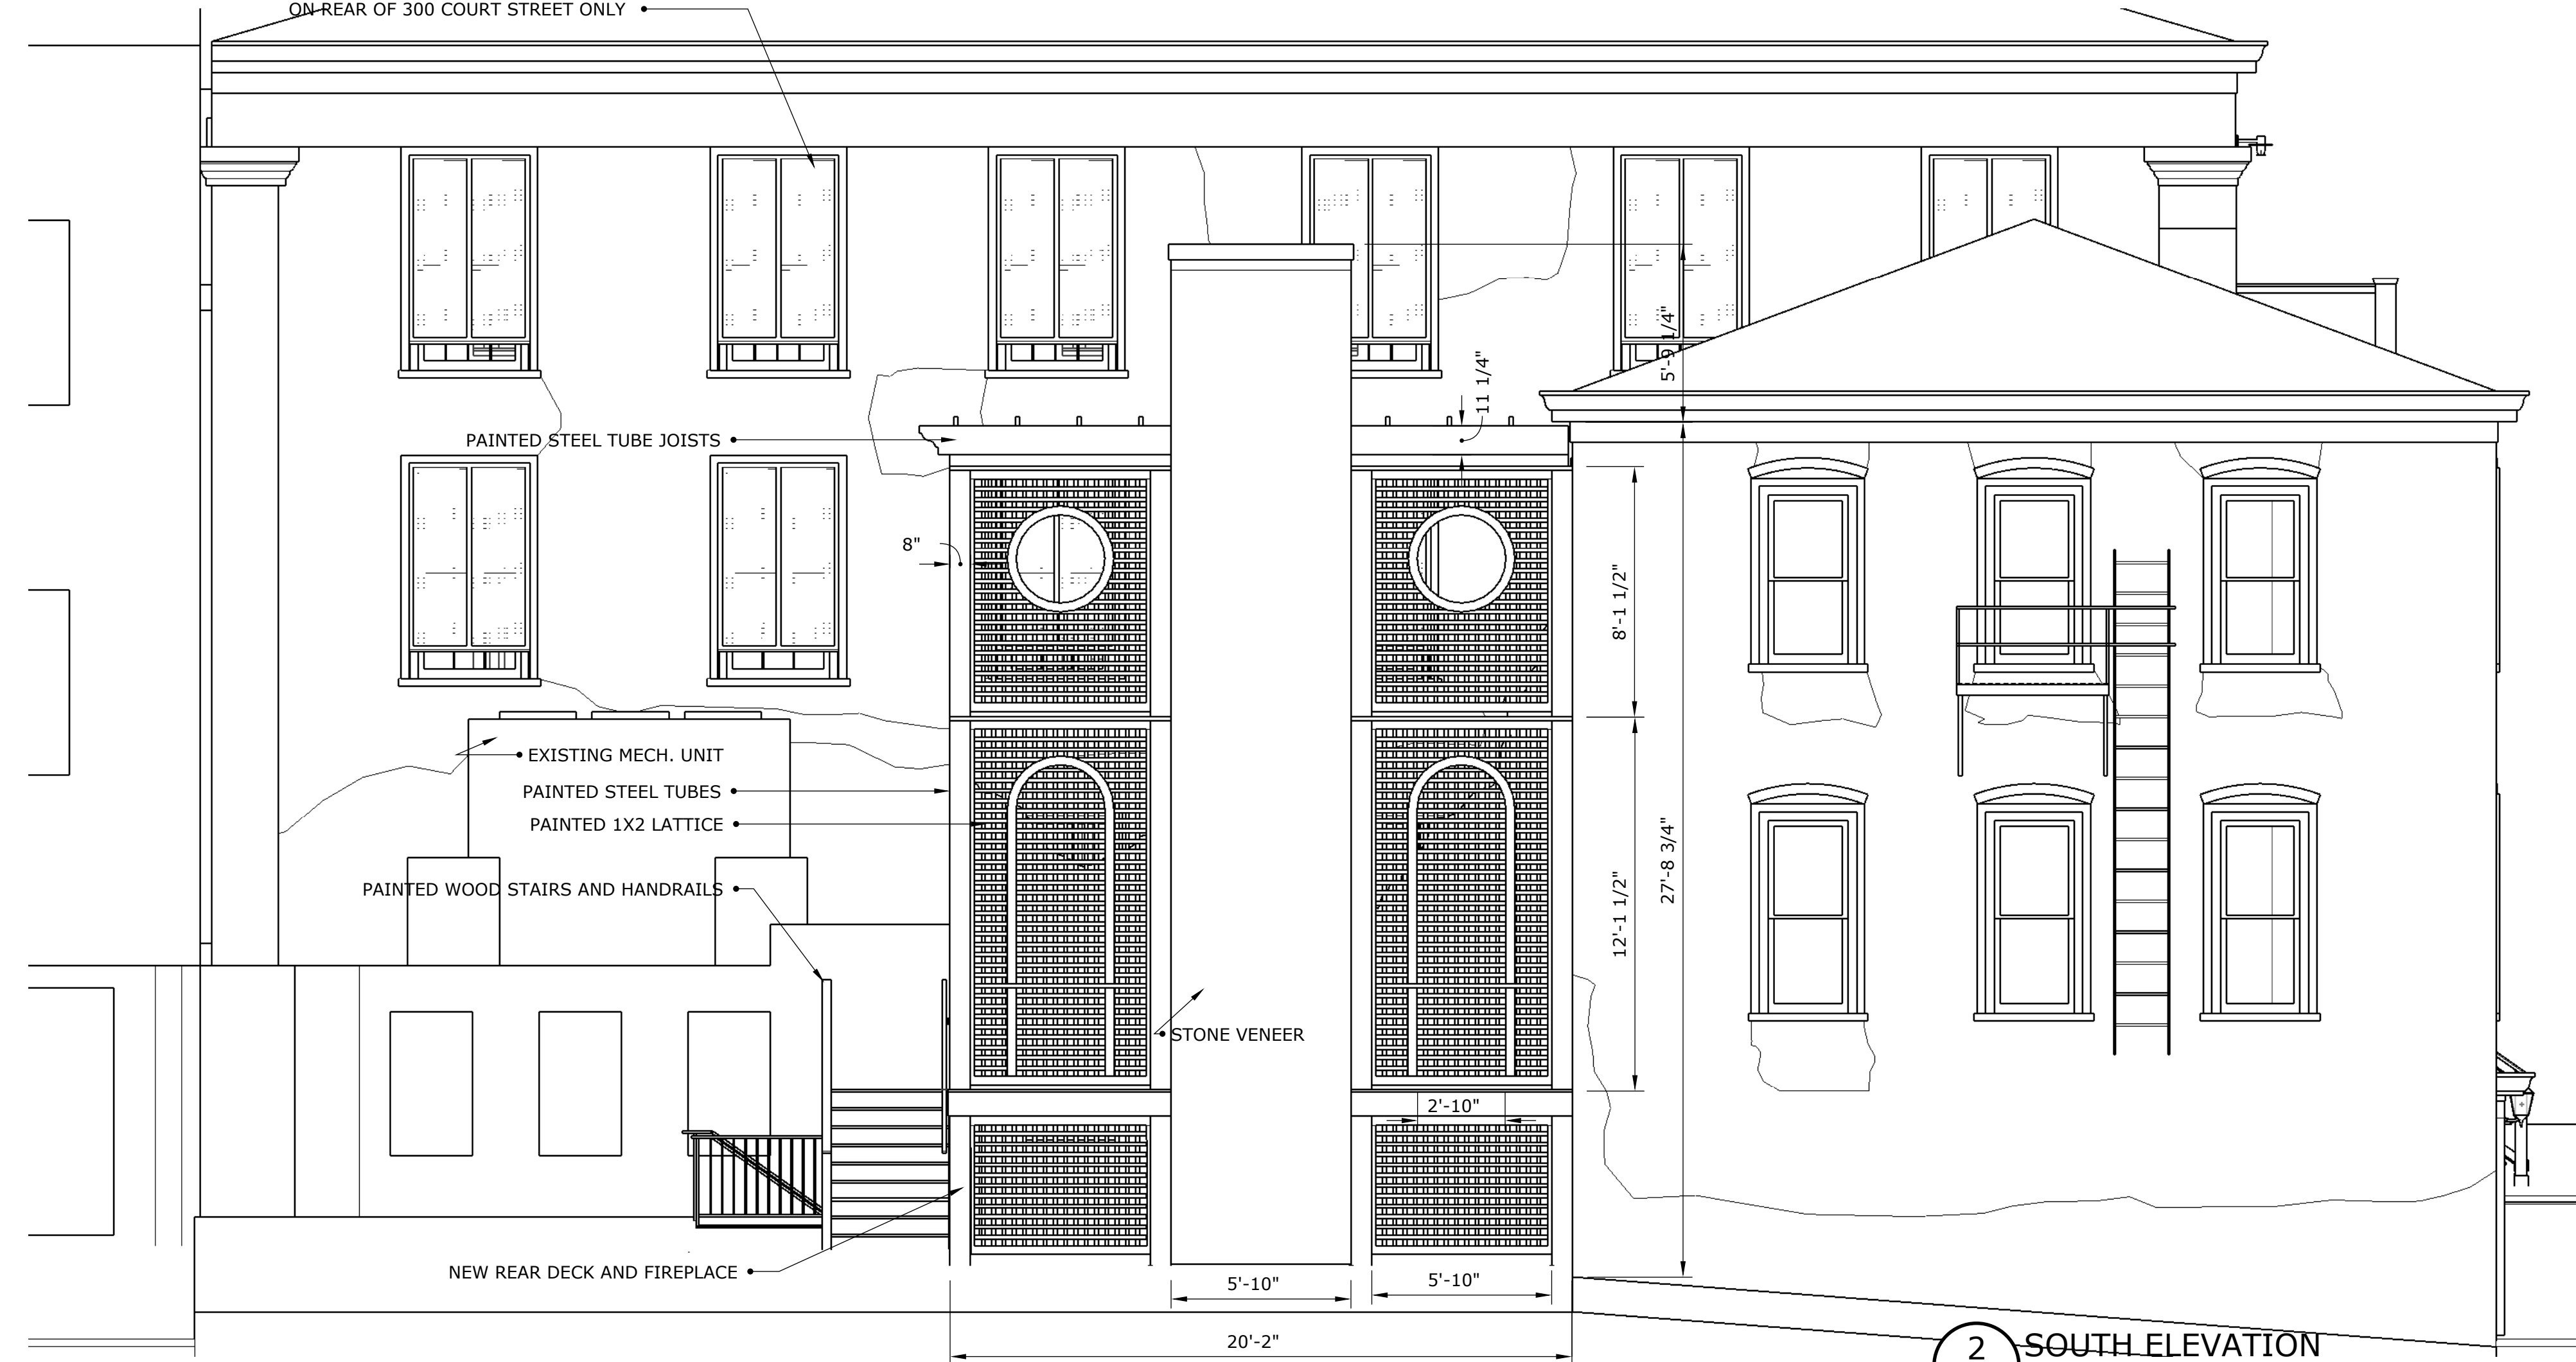 ON REAR OF 300 COURT STREET ONLY
5'-9 1/4"
11 1/4"
PAINTED STEEL TUBE JOISTS
8"
8'-1 1/2"
EXISTING MECH. UNIT
PAINTED STEEL TUBES
PAINTED 1X2 LATTICE
PAINTED WOOD STAIRS AND HANDRAILS
12'-11 1/2"
27'-8 3/4"
STONE VENEER
2'-10"
NEW REAR DECK AND FIREPLACE
5'-10"
5'-10"
20'-2"
2
SOUTH ELEVATION